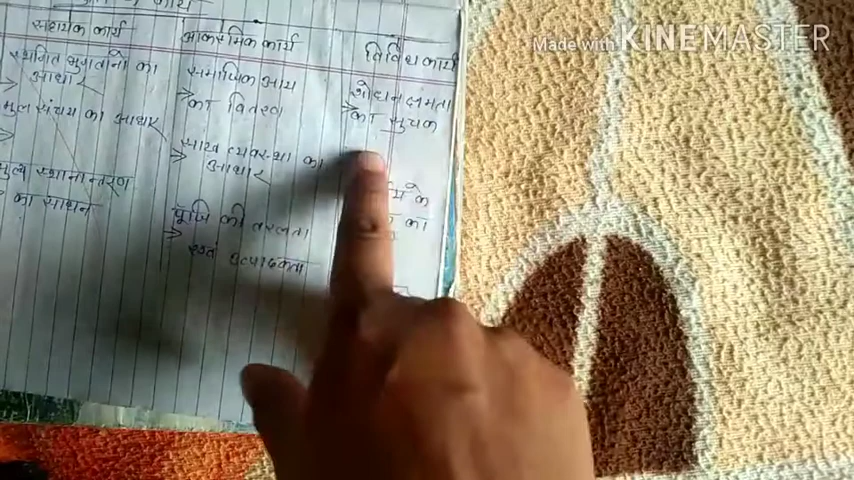 सहायक कार्य
आकस्मिक कार्य
विविध कार्य
स्थगित भुगतानों का
आधार
मूल्य संचय का आधार
मूल्य स्थानान्तरण
का साधन
सामाजिक आय
का वितरण
साख व्यवस्था का
आधार
पूँजी की तरलता
एवं उत्पादकता
शोधन क्षमता
का सूचक
का
Made with KINEMASTER